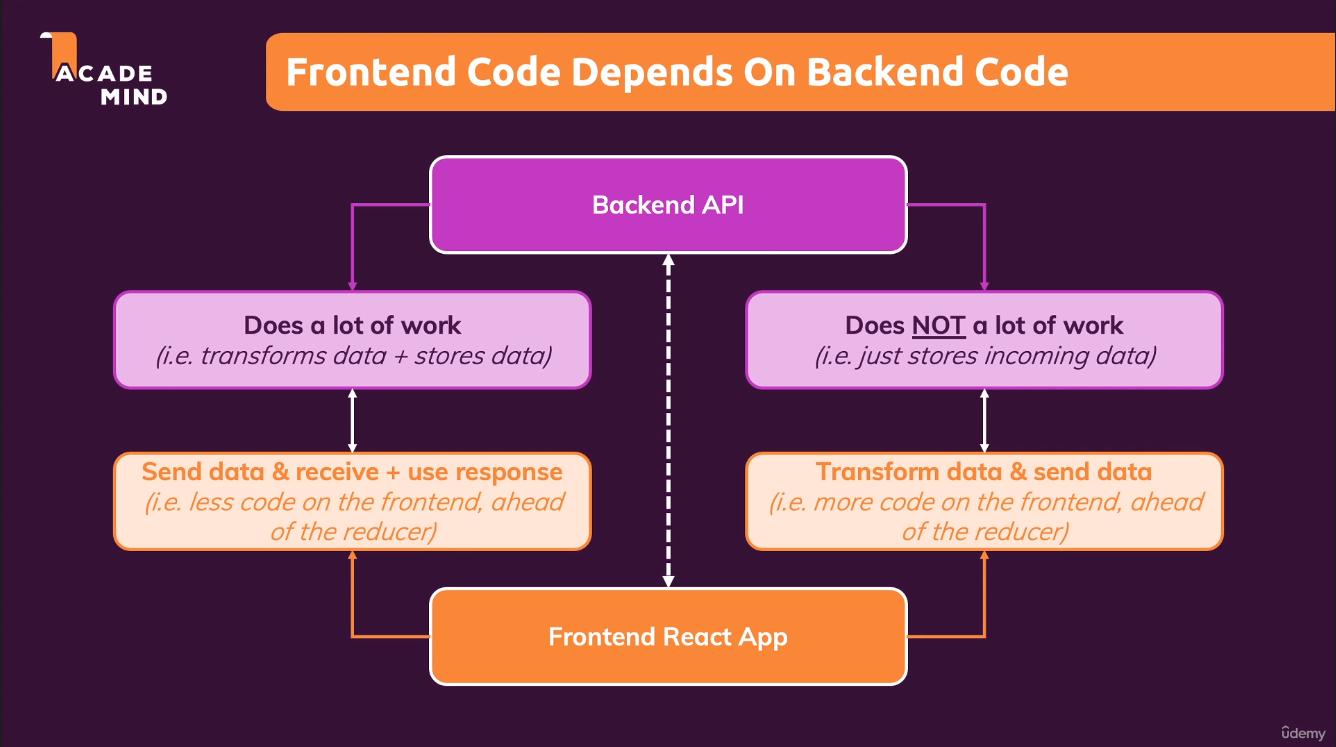 ACADE
MIND
Frontend Code Depends On Backend Code
Backend API
Does a lot of work
(i.e. transforms data + stores data)
Does NOT a lot of work
(i.e. just stores incoming data)
Send data & receive + use response
(i.e. less code on the frontend, ahead
of the reducer)
Transform data & send data
(i.e. more code on the frontend, ahead
of the reducer)
Frontend React App
ûdemy